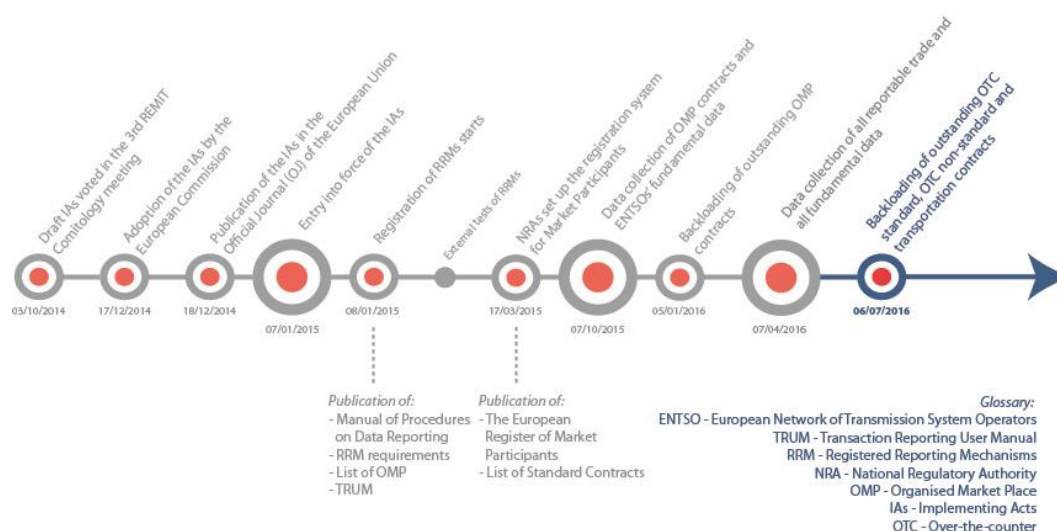 Draft IAs voted in the 3rd REMIT
Comitology meeting
Adoption of the IAs by the
European Commission
Publication of the IAs in the
Official Journal (OJ) of the European Union
Entry into force of the IAs
Registration of RRMs starts
External tests of RRMs
NRAs set up the registration system
for Market Participants
Data collection of OMP contracts and
ENTSOs' fundamental data
Backloading of outstanding OMP
contracts
Data collection of all reportable trade and
all fundamental data
Backloading of outstanding OTC
standard, OTC non-standard and
transportation contracts
03/10/2014
17/12/2014
18/12/2014
07/01/2015
08/01/2015
17/03/2015
07/10/2015
05/01/2016
07/04/2016
06/07/2016
Publication of:
- Manual of Procedures
on Data Reporting
- RRM requirements
- List of OMP
- TRUM
Publication of:
- The European
Register of Market
Participants
- List of Standard Contracts
Glossary:
ENTSO - European Network of Transmission System Operators
TRUM - Transaction Reporting User Manual
RRM - Registered Reporting Mechanisms
NRA - National Regulatory Authority
OMP - Organised Market Place
IAs - Implementing Acts
OTC - Over-the-counter